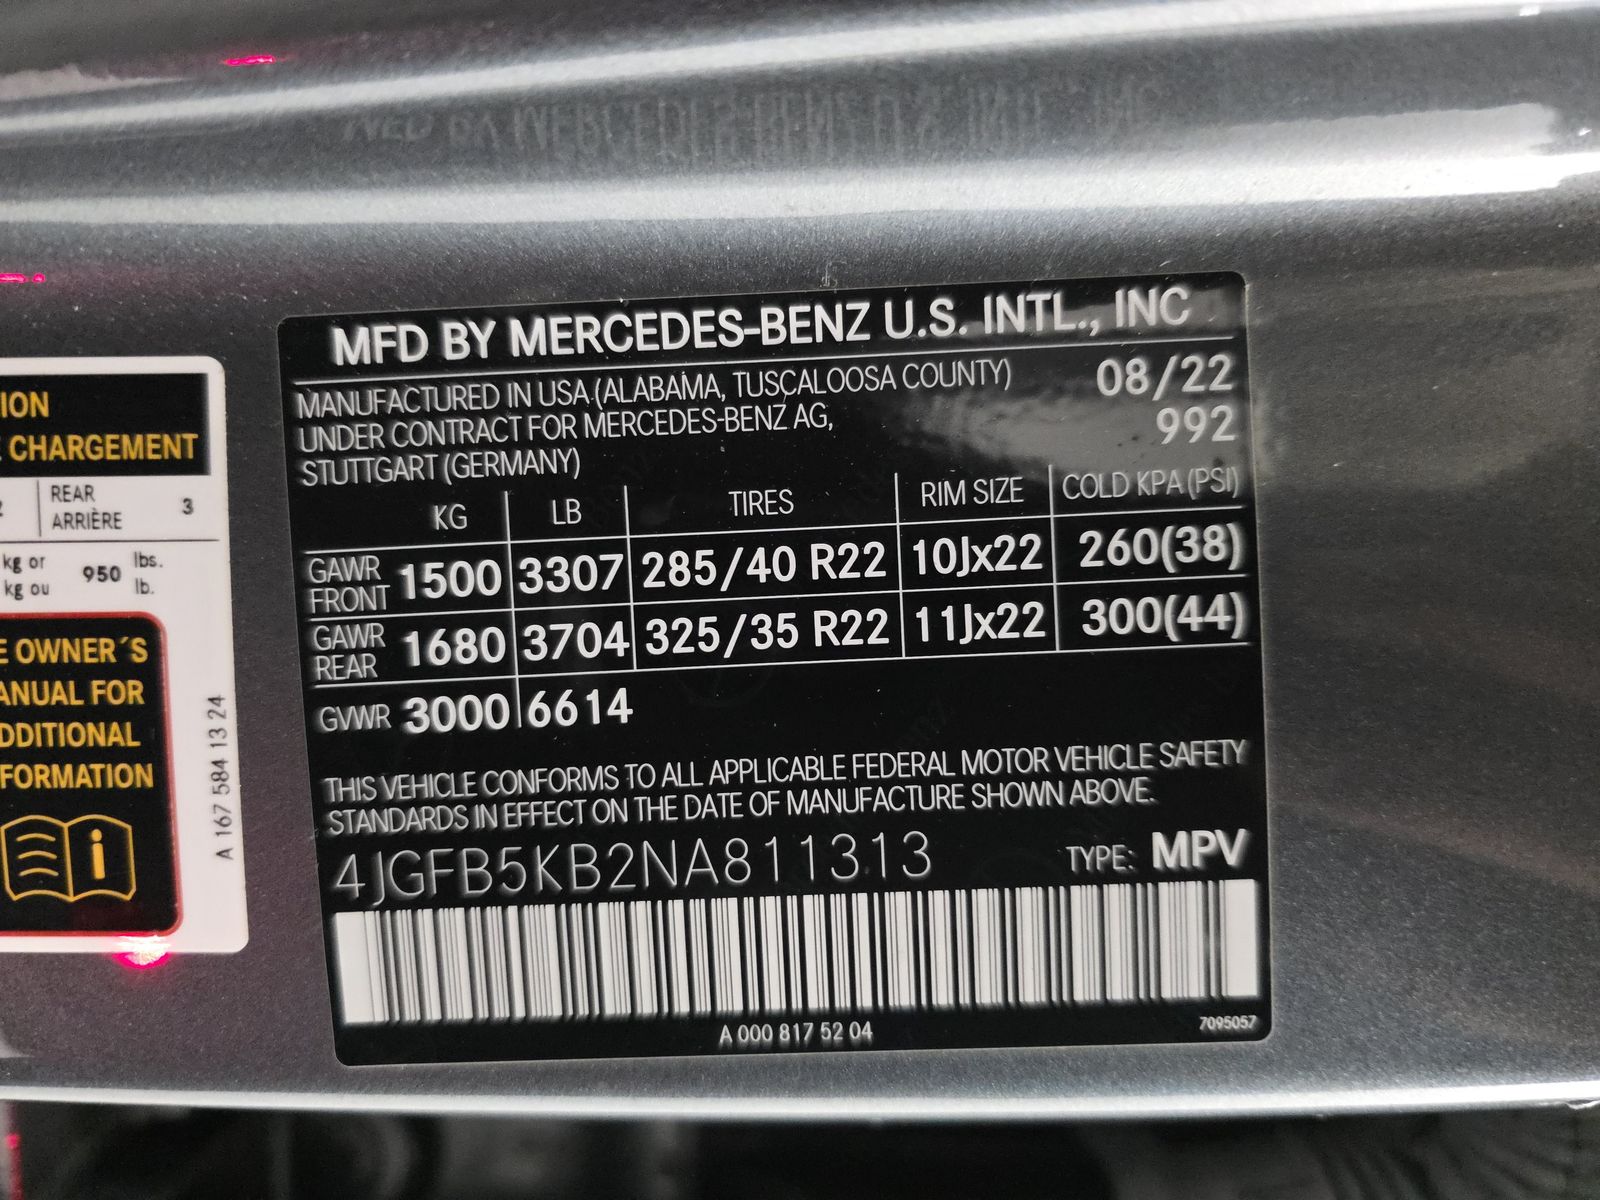 ION
E CHARGEMENT
2 REAR 3
ARRIÈRE
kg or 950 lbs.
kg ou lb.
E OWNER´S
ANUAL FOR
DDITIONAL
FORMATION
i
A 167 584 13 24
MFD BY MERCEDES-BENZ U.S. INTL., INC
MANUFACTURED IN USA (ALABAMA, TUSCALOOSA COUNTY) 08/22
UNDER CONTRACT FOR MERCEDES-BENZ AG, 992
STUTTGART (GERMANY)
KG LB TIRES RIM SIZE COLD KPA (PSI)
GAWR FRONT 1500 3307 285/40 R22 10Jx22 260(38)
GAWR REAR 1680 3704 325/35 R22 11Jx22 300(44)
GVWR 3000 6614
THIS VEHICLE CONFORMS TO ALL APPLICABLE FEDERAL MOTOR VEHICLE SAFETY
STANDARDS IN EFFECT ON THE DATE OF MANUFACTURE SHOWN ABOVE.
4JGFB5KB2NA811313 TYPE: MPV
A 000 817 52 04 7095057